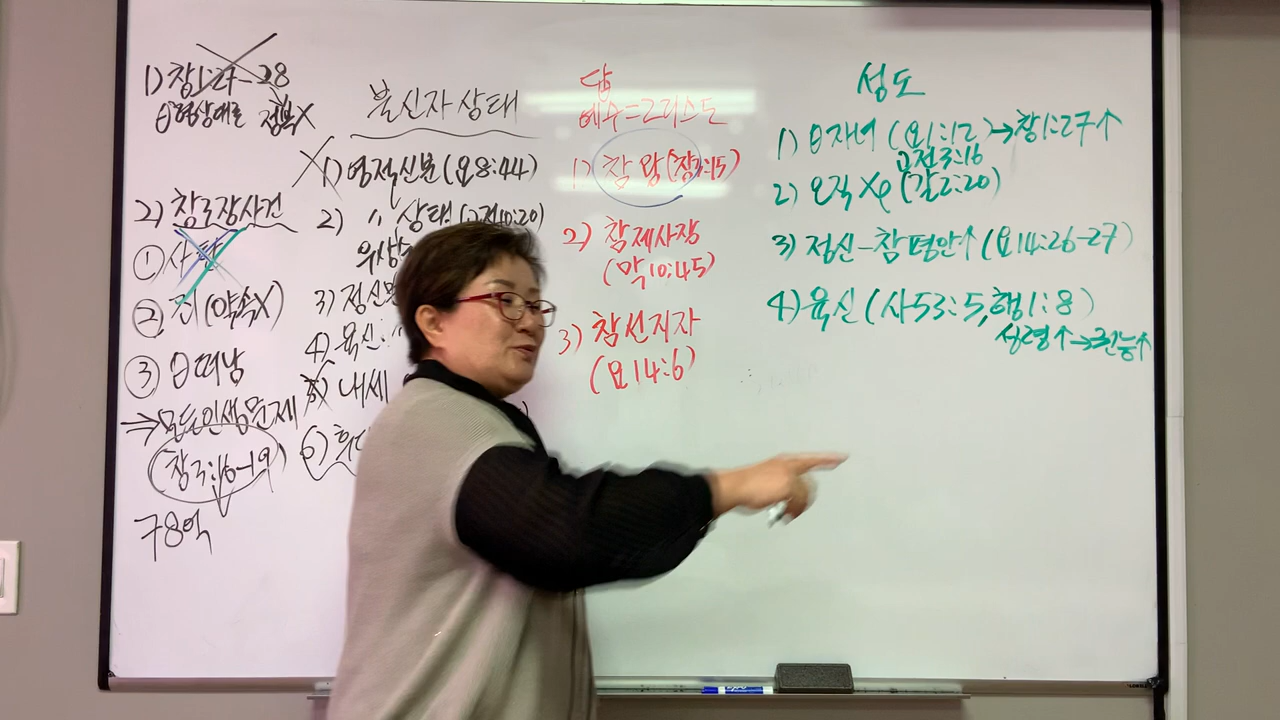 1) 창1:27-28
형상대로 정복X
2) 창3장사건
① 사탄
② 죄 (약속X)
③ 떠남
⇒ 모든인생문제
(창3:16-19)
78억
불신자 상태
1) 영적신분 (요8:44)
2) 〃 상태 (고전10:20)
우상
3) 정신
4) 육신:
5) 내세
6)
답
예수=그리스도
1) 참 왕 (창3:15)
2) 참제사장
(막10:45)
3) 참선지자
(요14:6)
성도
1) 자녀 (요1:12)→창1:27↑
고전3:16
2) 오직 (갈2:20)
3) 정신-참평안↑ (요14:26-27)
4) 육신 (사53:5, 행1:8)
성령↑→권능↑